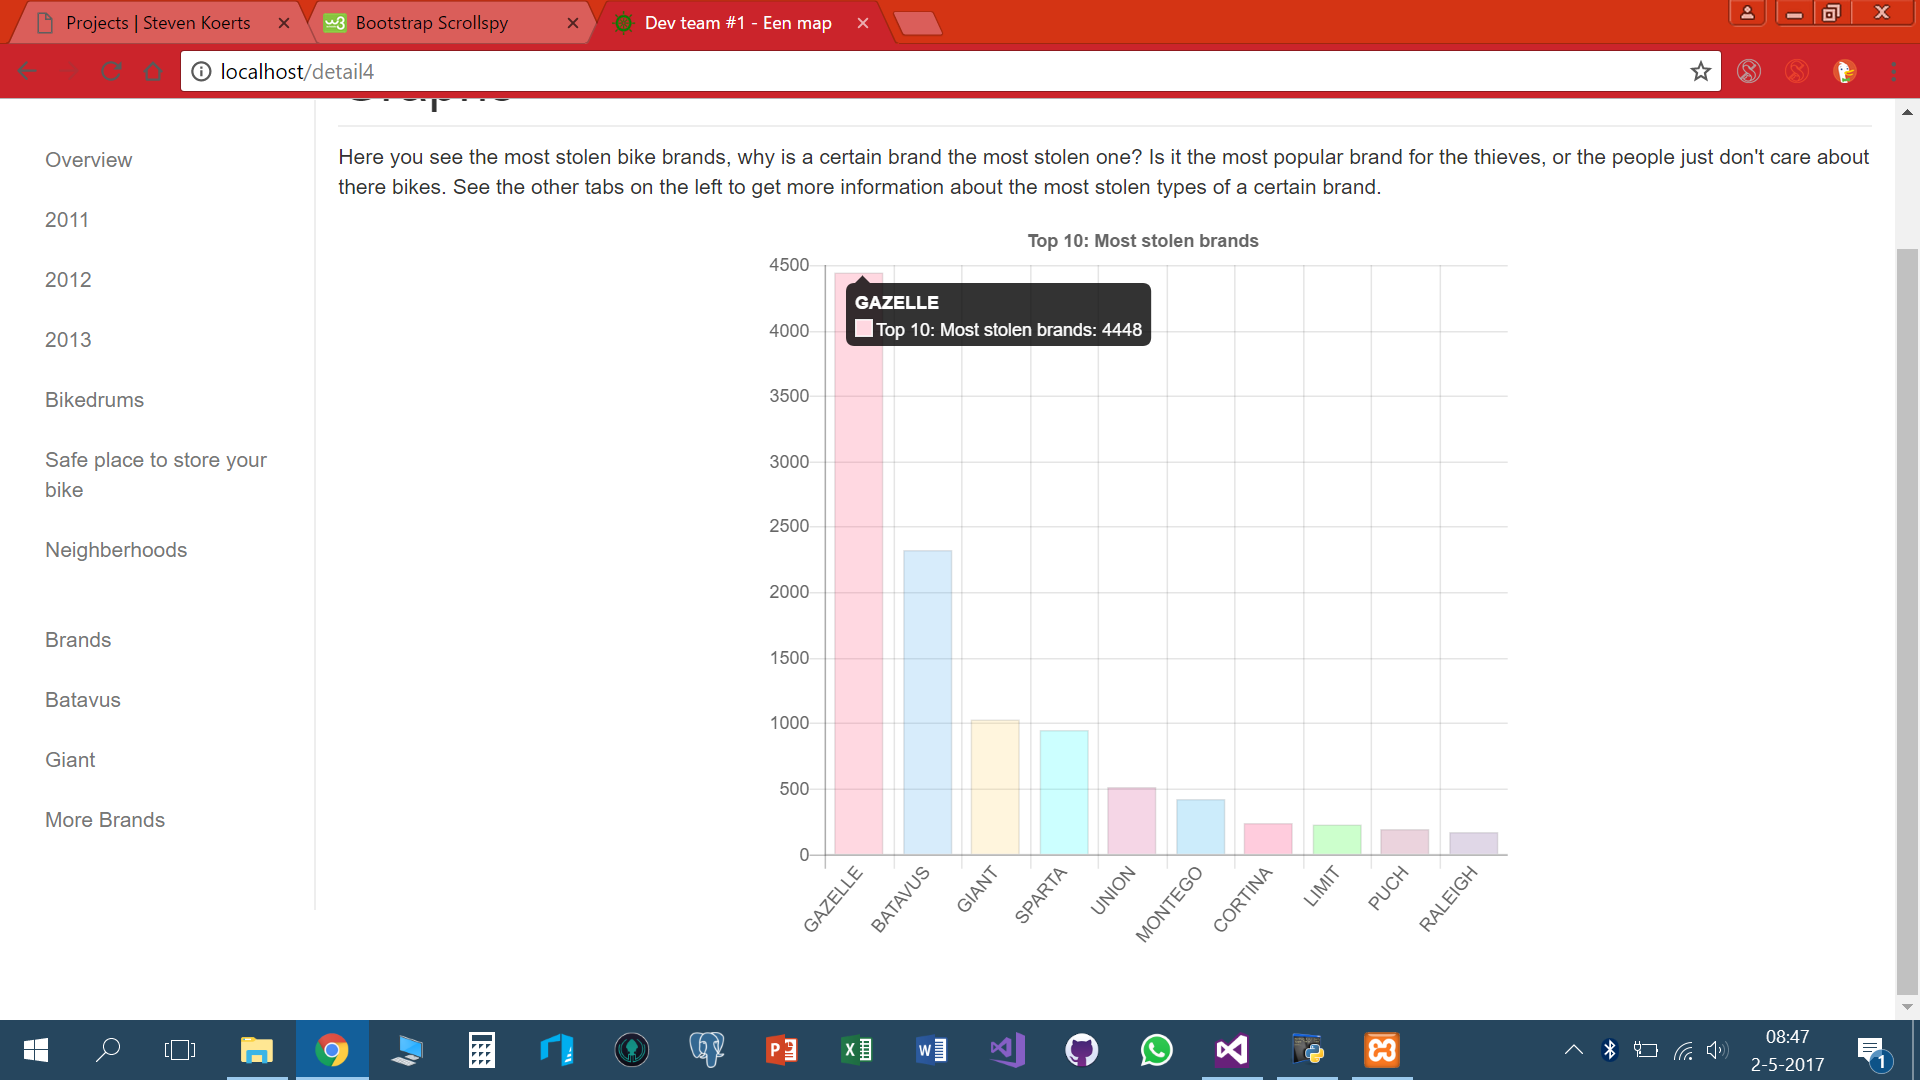 Projects | Steven Koerts
Bootstrap Scrollspy
Dev team #1 - Een map
localhost/detail4
Graphs
Overview
2011
2012
2013
Bikedrums
Safe place to store your
bike
Neighberhoods
Brands
Batavus
Giant
More Brands
Here you see the most stolen bike brands, why is a certain brand the most stolen one? Is it the most popular brand for the thieves, or the people just don't care about
there bikes. See the other tabs on the left to get more information about the most stolen types of a certain brand.
Top 10: Most stolen brands
4500
4000
3500
3000
2500
2000
1500
1000
500
0
GAZELLE
Top 10: Most stolen brands: 4448
GAZELLE
BATAVUS
GIANT
SPARTA
UNION
MONTEGO
CORTINA
LIMIT
PUCH
RALEIGH
08:47
2-5-2017
1